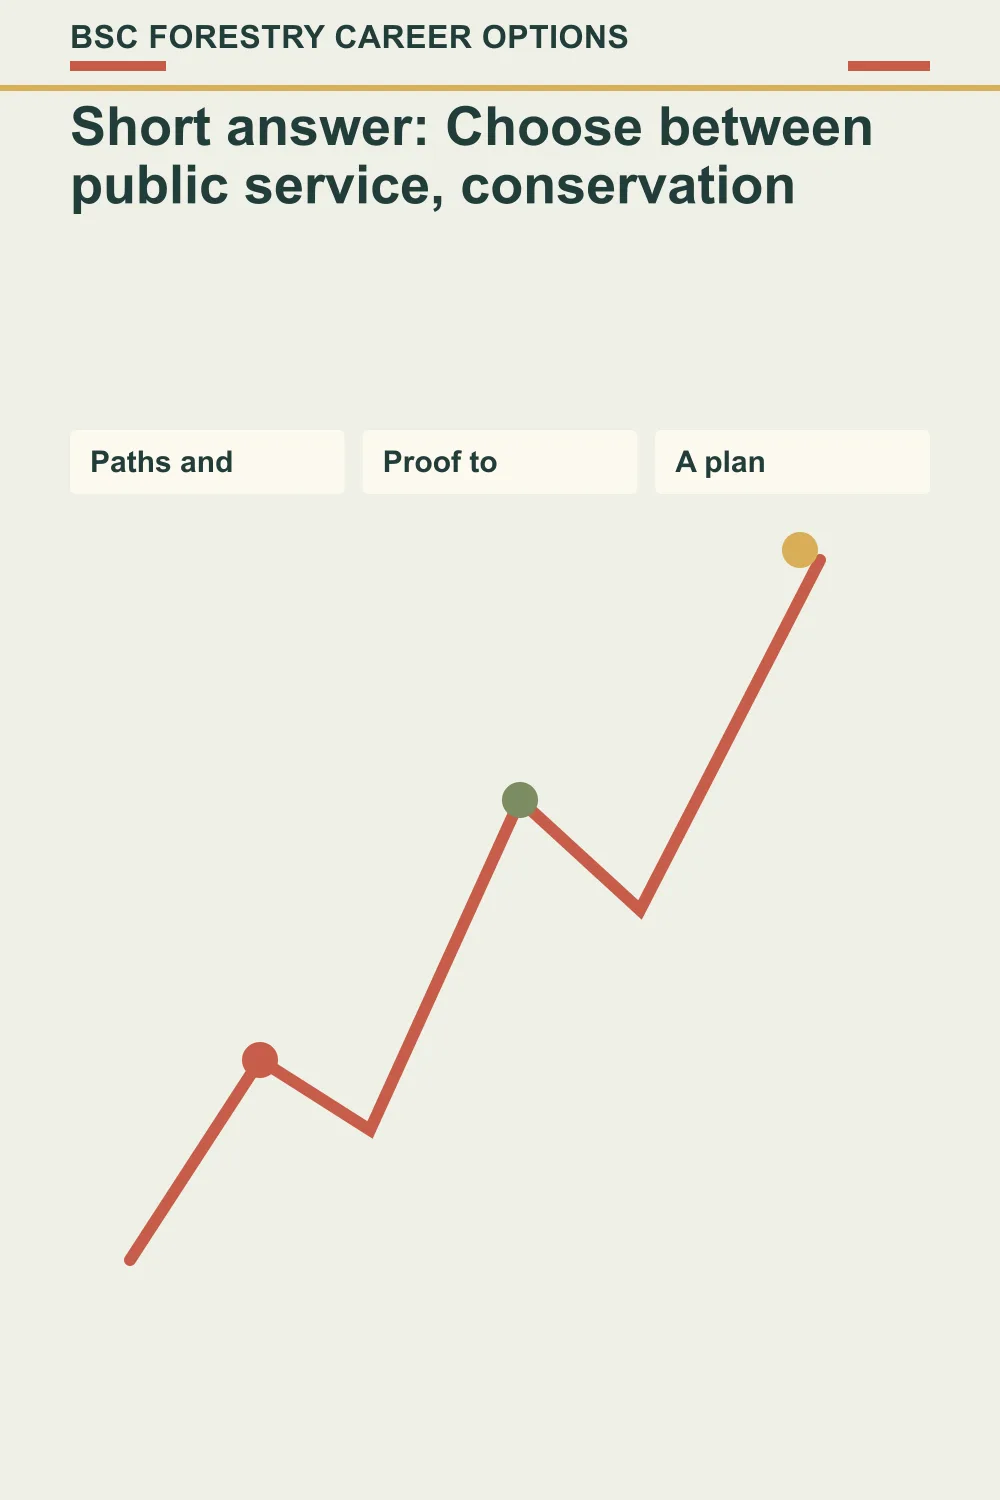 BSC FORESTRY CAREER OPTIONS
Short answer: Choose between
public service, conservation
Paths and
Proof to
A plan